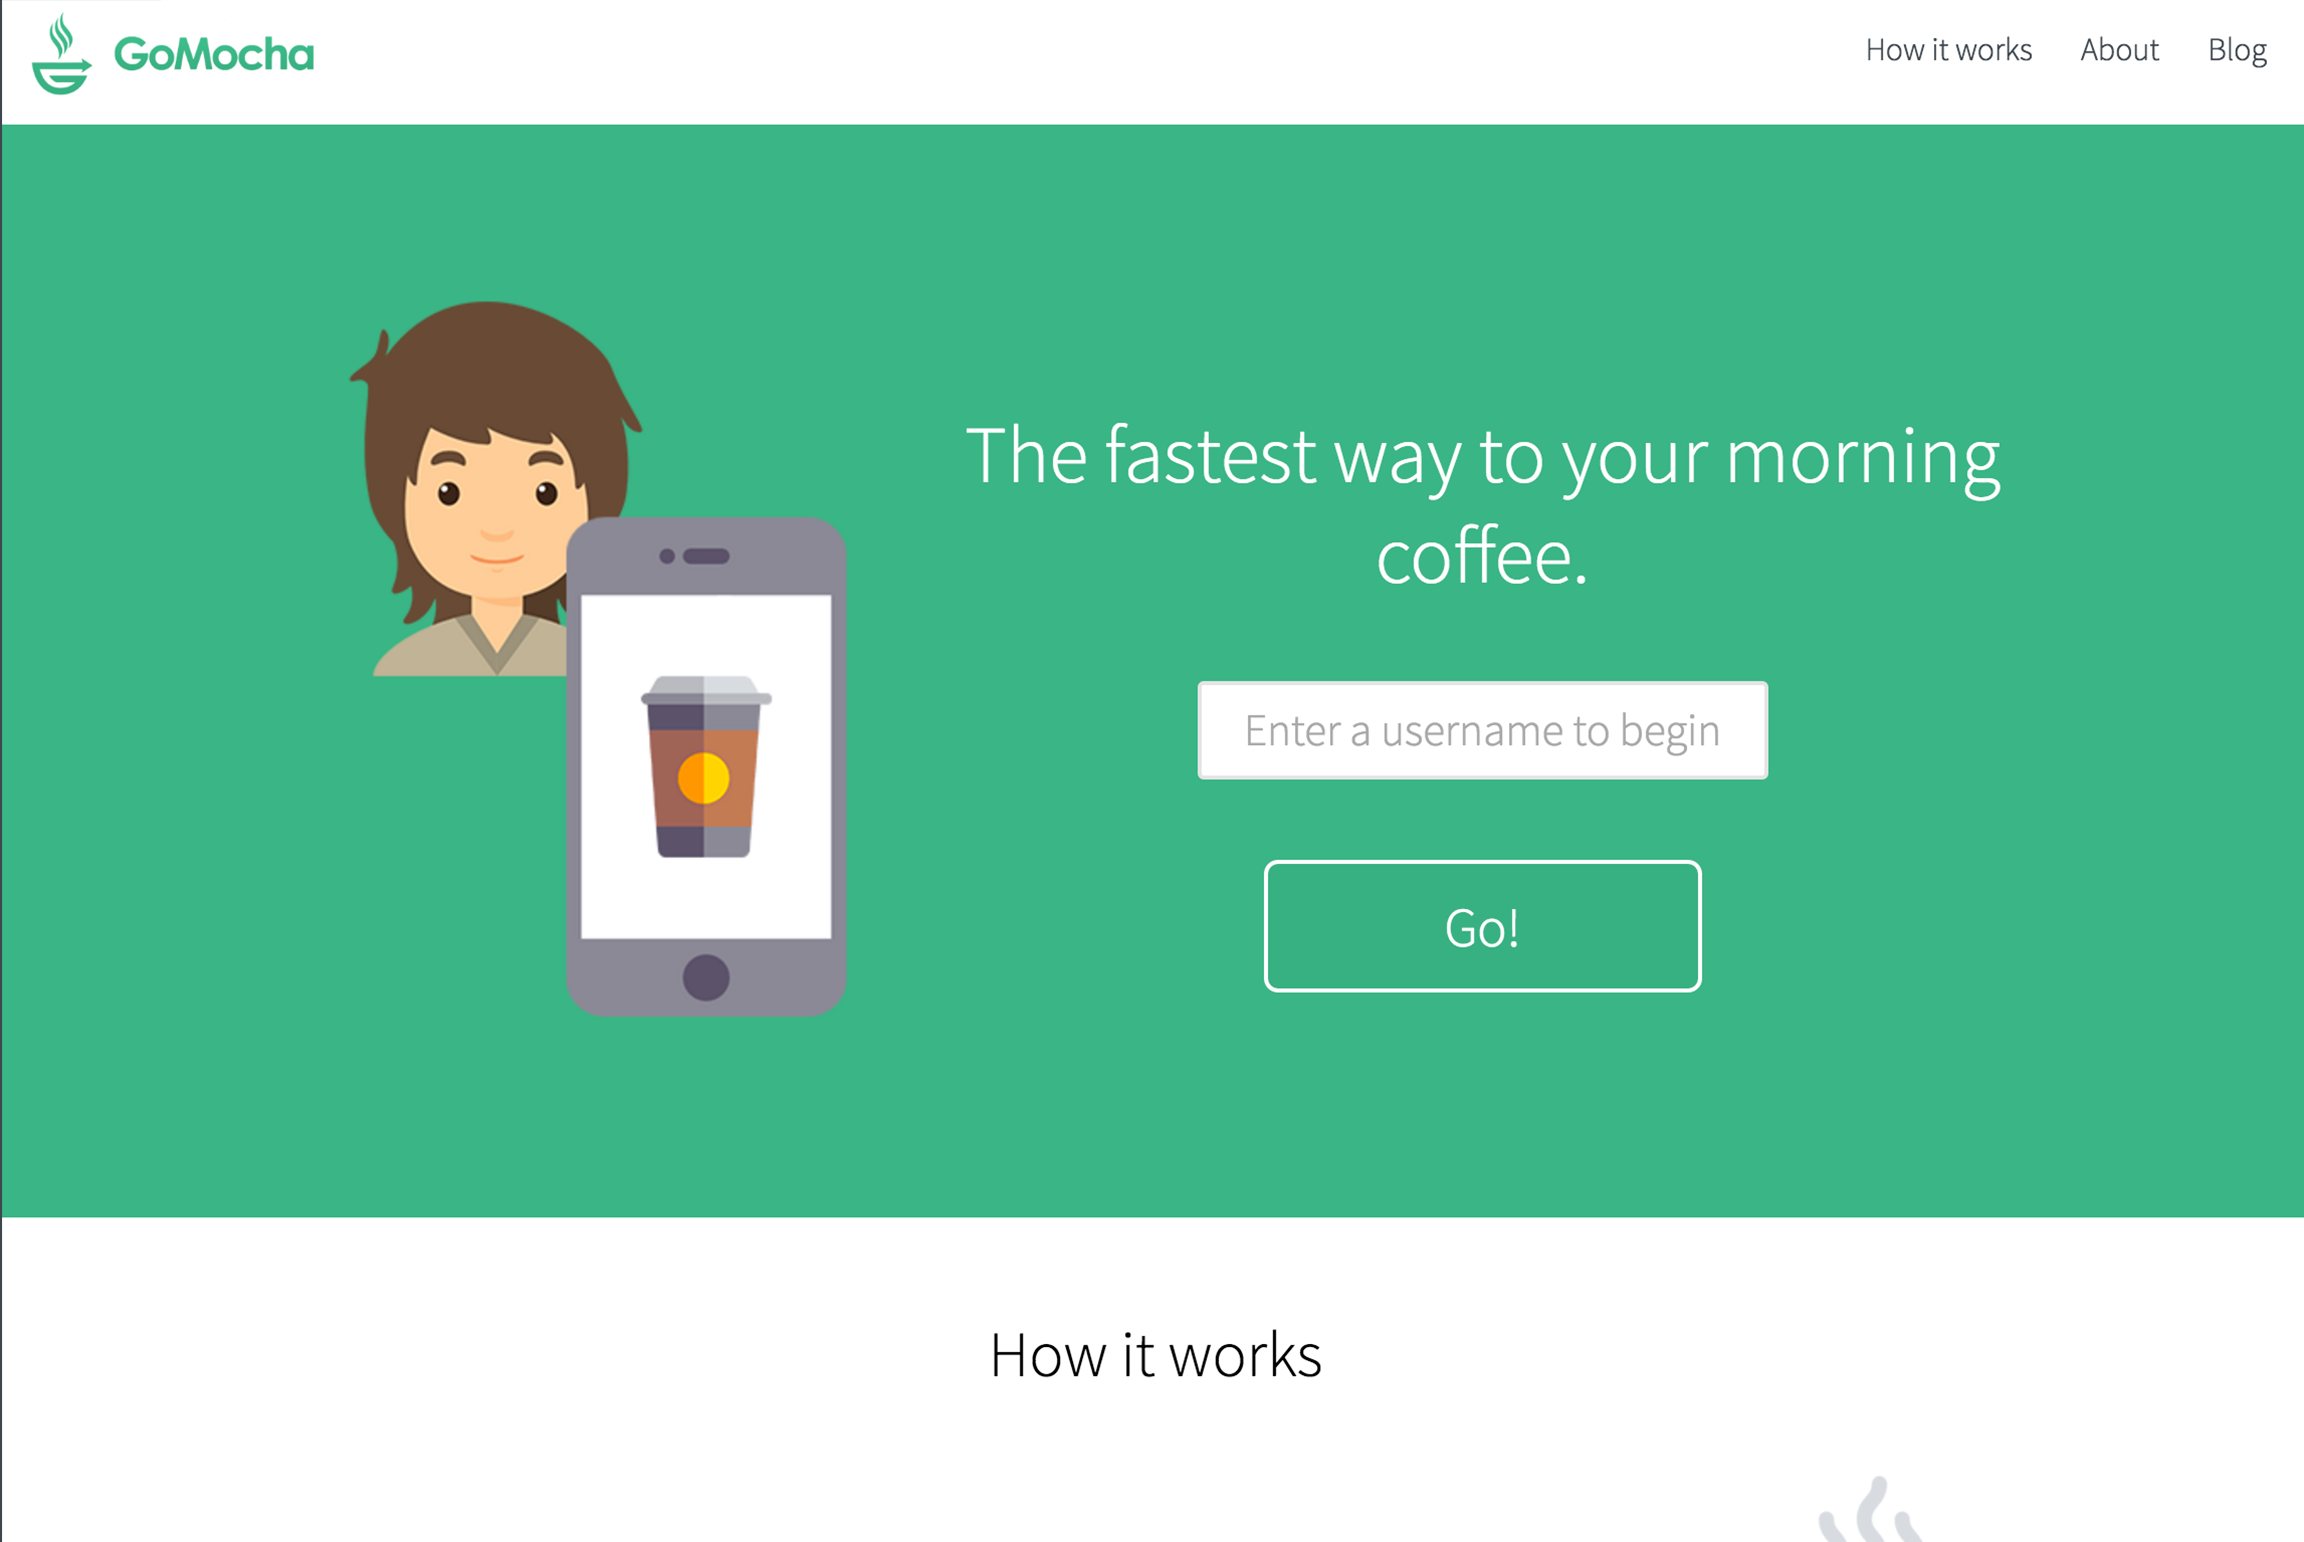 GoMocha
How it works
About
Blog
The fastest way to your morning
coffee.
Enter a username to begin
Go!
How it works